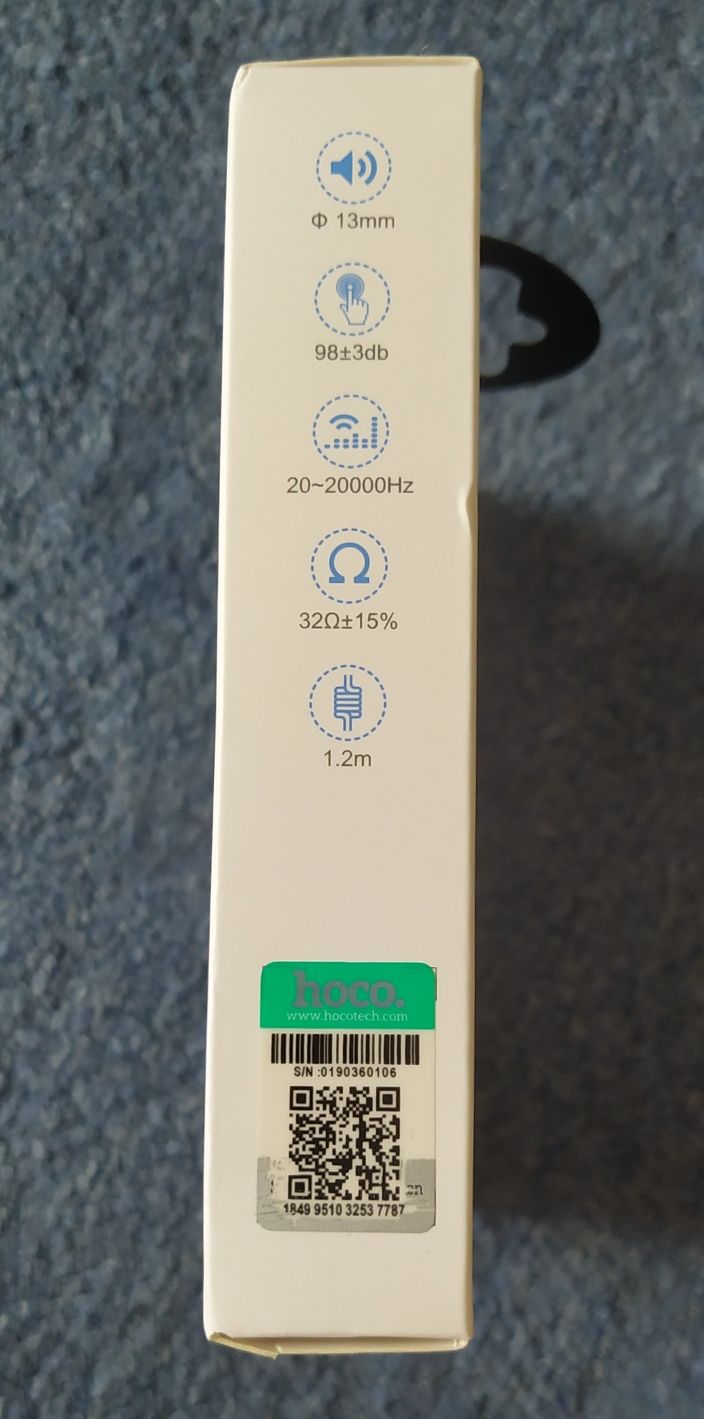 Φ 13mm
98±3db
20~20000Hz
32Ω±15%
1.2m
hoco.
www.hocotech.com
S/N :0190360106
1849 9510 3253 7787